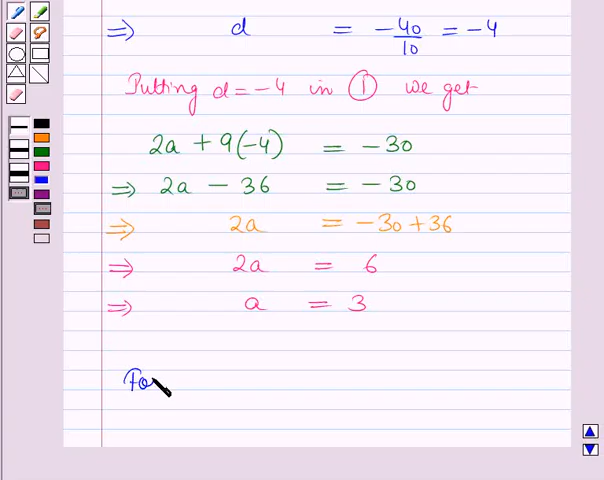 ⇒ d = -40/10 = -4
Putting d = -4 in ① we get
2a + 9(-4) = -30
⇒ 2a - 36 = -30
⇒ 2a = -30 + 36
⇒ 2a = 6
⇒ a = 3
Fo